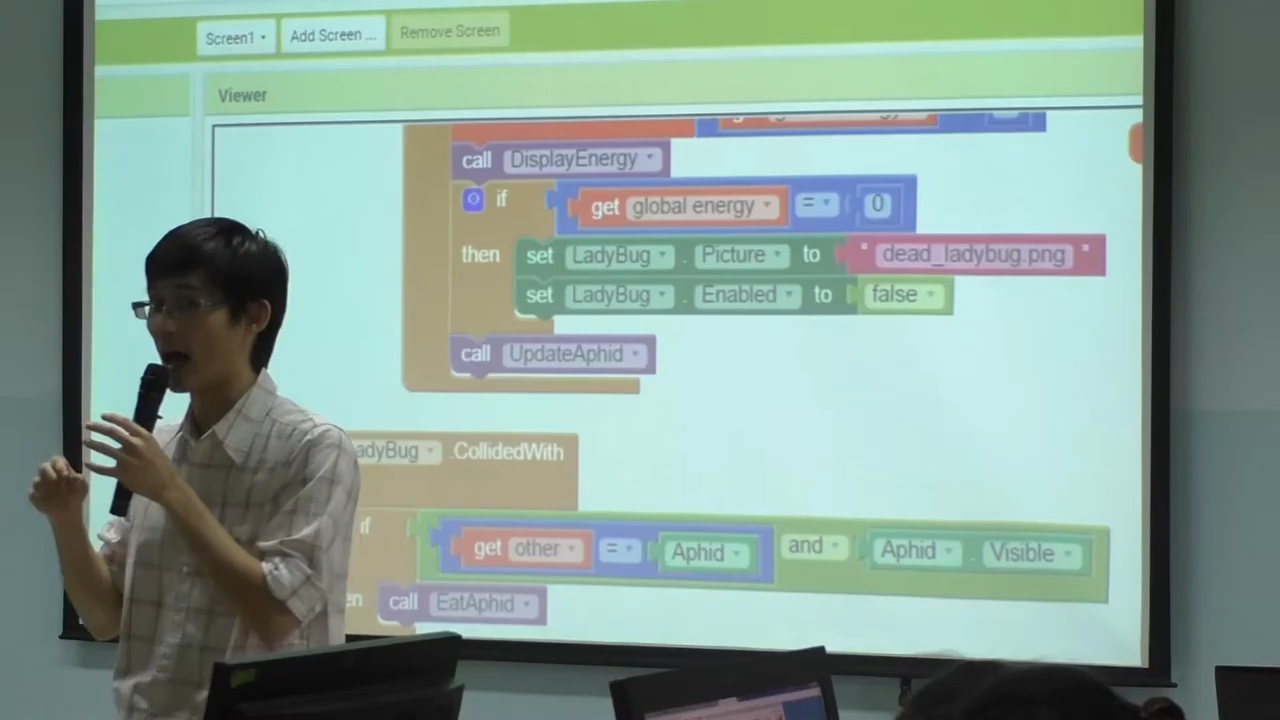 Screen1 Add Screen ... Remove Screen
Viewer
call DisplayEnergy
if get global energy = 0
then set LadyBug . Picture to " dead_ladybug.png "
set LadyBug . Enabled to false
call UpdateAphid
adyBug .CollidedWith
if get other = Aphid and Aphid . Visible
en call EatAphid